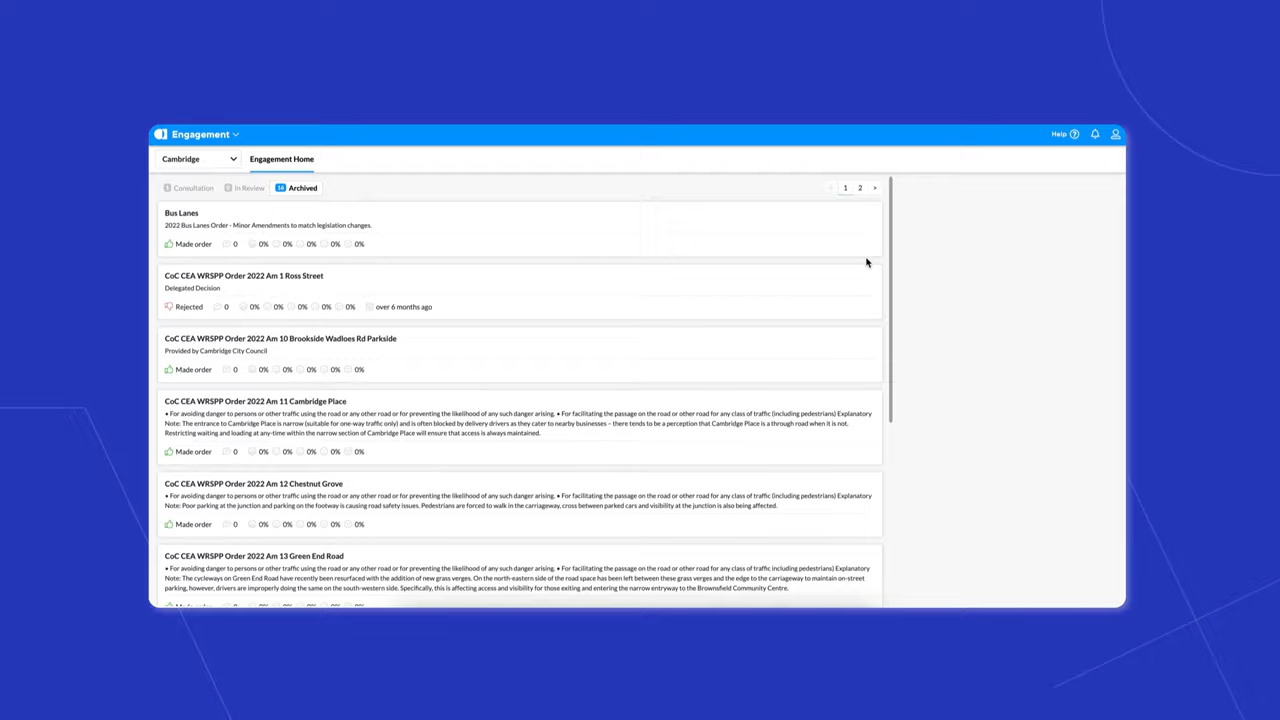 Engagement
Help
Cambridge
Engagement Home
1 Consultation
0 In Review
Archived
1 2 >
Bus Lanes
2022 Bus Lanes Order - Minor Amendments to match legislation changes.
Made order 0 0% 0% 0% 0% 0%
CoC CEA WRSPP Order 2022 Am 1 Ross Street
Delegated Decision
Rejected 0 0% 0% 0% 0% 0% over 6 months ago
CoC CEA WRSPP Order 2022 Am 10 Brookside Wadloes Rd Parkside
Provided by Cambridge City Council
Made order 0 0% 0% 0% 0% 0%
CoC CEA WRSPP Order 2022 Am 11 Cambridge Place
• For avoiding danger to persons or other traffic using the road or any other road or for preventing the likelihood of any such danger arising. • For facilitating the passage on the road or other road for any class of traffic (including pedestrians) Explanatory
Note: The entrance to Cambridge Place is narrow (suitable for one-way traffic only) and is often blocked by delivery drivers as they cater to nearby businesses – there tends to be a perception that Cambridge Place is a through road when it is not.
Restricting waiting and loading at any-time within the narrow section of Cambridge Place will ensure that access is always maintained.
Made order 0 0% 0% 0% 0% 0%
CoC CEA WRSPP Order 2022 Am 12 Chestnut Grove
• For avoiding danger to persons or other traffic using the road or any other road or for preventing the likelihood of any such danger arising. • For facilitating the passage on the road or other road for any class of traffic (including pedestrians) Explanatory
Note: Poor parking at the junction and parking on the footway is causing road safety issues. Pedestrians are forced to walk in the carriageway, cross between parked cars and visibility at the junction is also being affected.
Made order 0 0% 0% 0% 0% 0%
CoC CEA WRSPP Order 2022 Am 13 Green End Road
• For avoiding danger to persons or other traffic using the road or any other road or for preventing the likelihood of any such danger arising. • For facilitating the passage on the road or other road for any class of traffic including pedestrians) Explanatory
Note: The cycleways on Green End Road have recently been resurfaced with the addition of new grass verges. On the north-eastern side of the road space has been left between these grass verges and the edge to the carriageway to maintain on-street
parking, however, drivers are improperly doing the same on the south-western side. Specifically, this is affecting access and visibility for those exiting and entering the narrow entryway to the Brownsfield Community Centre.